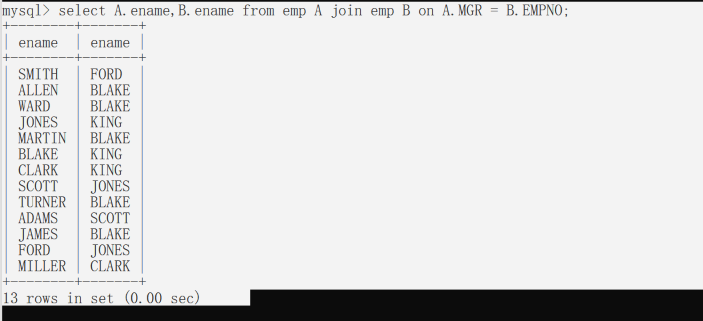 mysql> select A.ename,B.ename from emp A join emp B on A.MGR = B.EMPNO;
+--------+-------+
| ename  | ename |
+--------+-------+
| SMITH  | FORD  |
| ALLEN  | BLAKE |
| WARD   | BLAKE |
| JONES  | KING  |
| MARTIN | BLAKE |
| BLAKE  | KING  |
| CLARK  | KING  |
| SCOTT  | JONES |
| TURNER | BLAKE |
| ADAMS  | SCOTT |
| JAMES  | BLAKE |
| FORD   | JONES |
| MILLER | CLARK |
+--------+-------+
13 rows in set (0.00 sec)